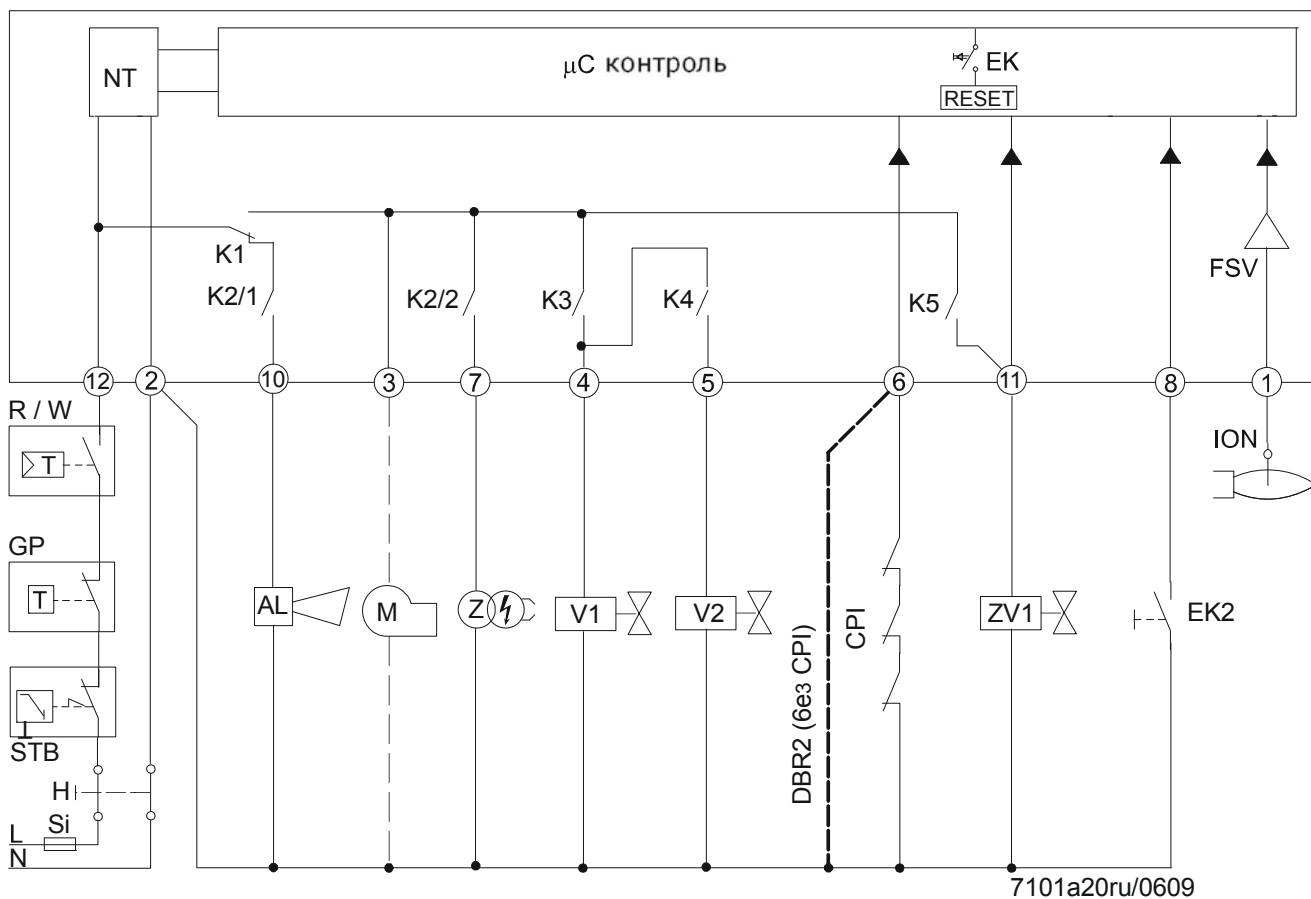 NT
μC контроль
EK
RESET
FSV
K1
K2/1
K2/2
K3
K4
K5
12
2
10
3
7
4
5
6
11
8
1
R / W
T
ION
GP
T
AL
M
Z
V1
V2
DBR2 (6eз CPI)
CPI
ZV1
EK2
STB
H
Si
L
N
7101a20ru/0609